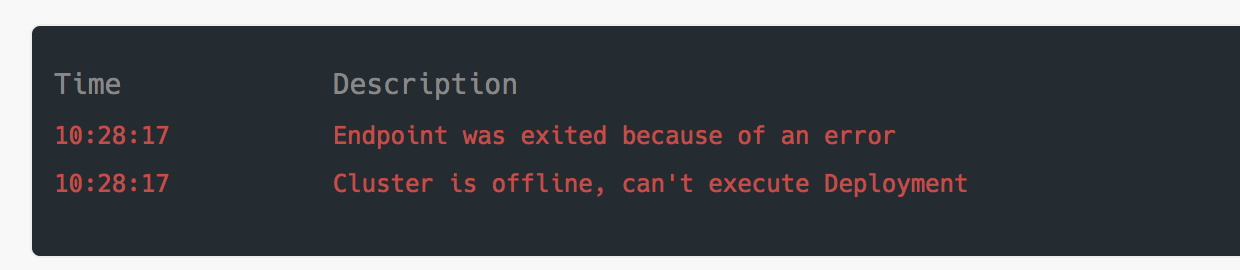 Time Description
10:28:17 Endpoint was exited because of an error
10:28:17 Cluster is offline, can't execute Deployment